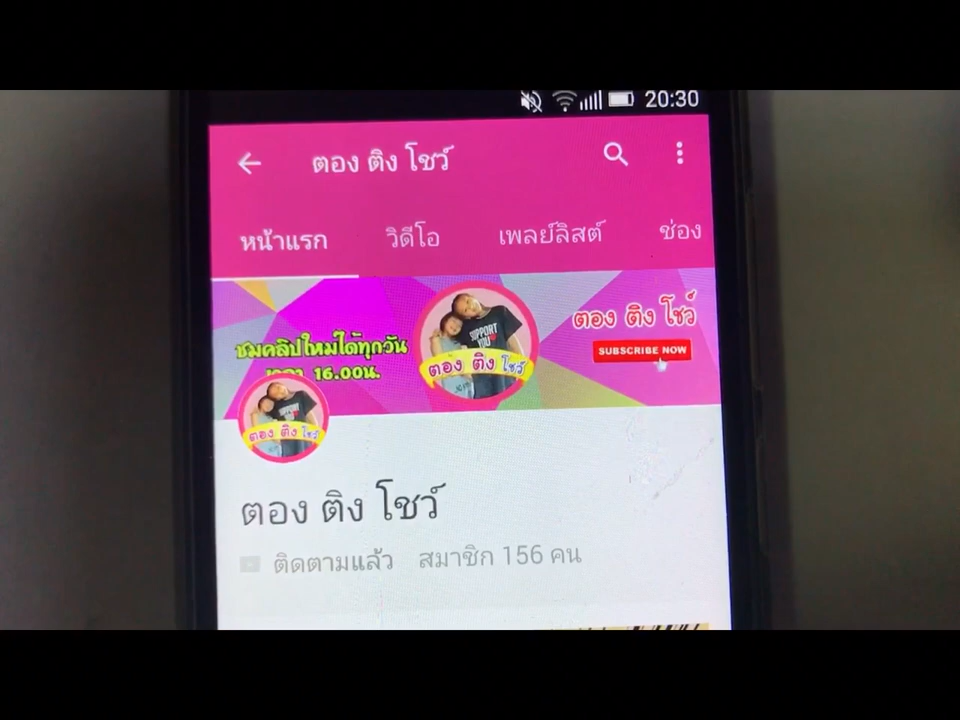 20:30
ตอง ติง โชว์
หน้าแรก วิดีโอ เพลย์ลิสต์ ช่อง
ชมคลิปใหม่ได้ทุกวัน
16.00น.
SUPPORT
YOU
ตอง ติง โชว์
ตอง ติง โชว์
SUBSCRIBE NOW
ตอง ติง โชว์
ตอง ติง โชว์
ติดตามแล้ว สมาชิก 156 คน